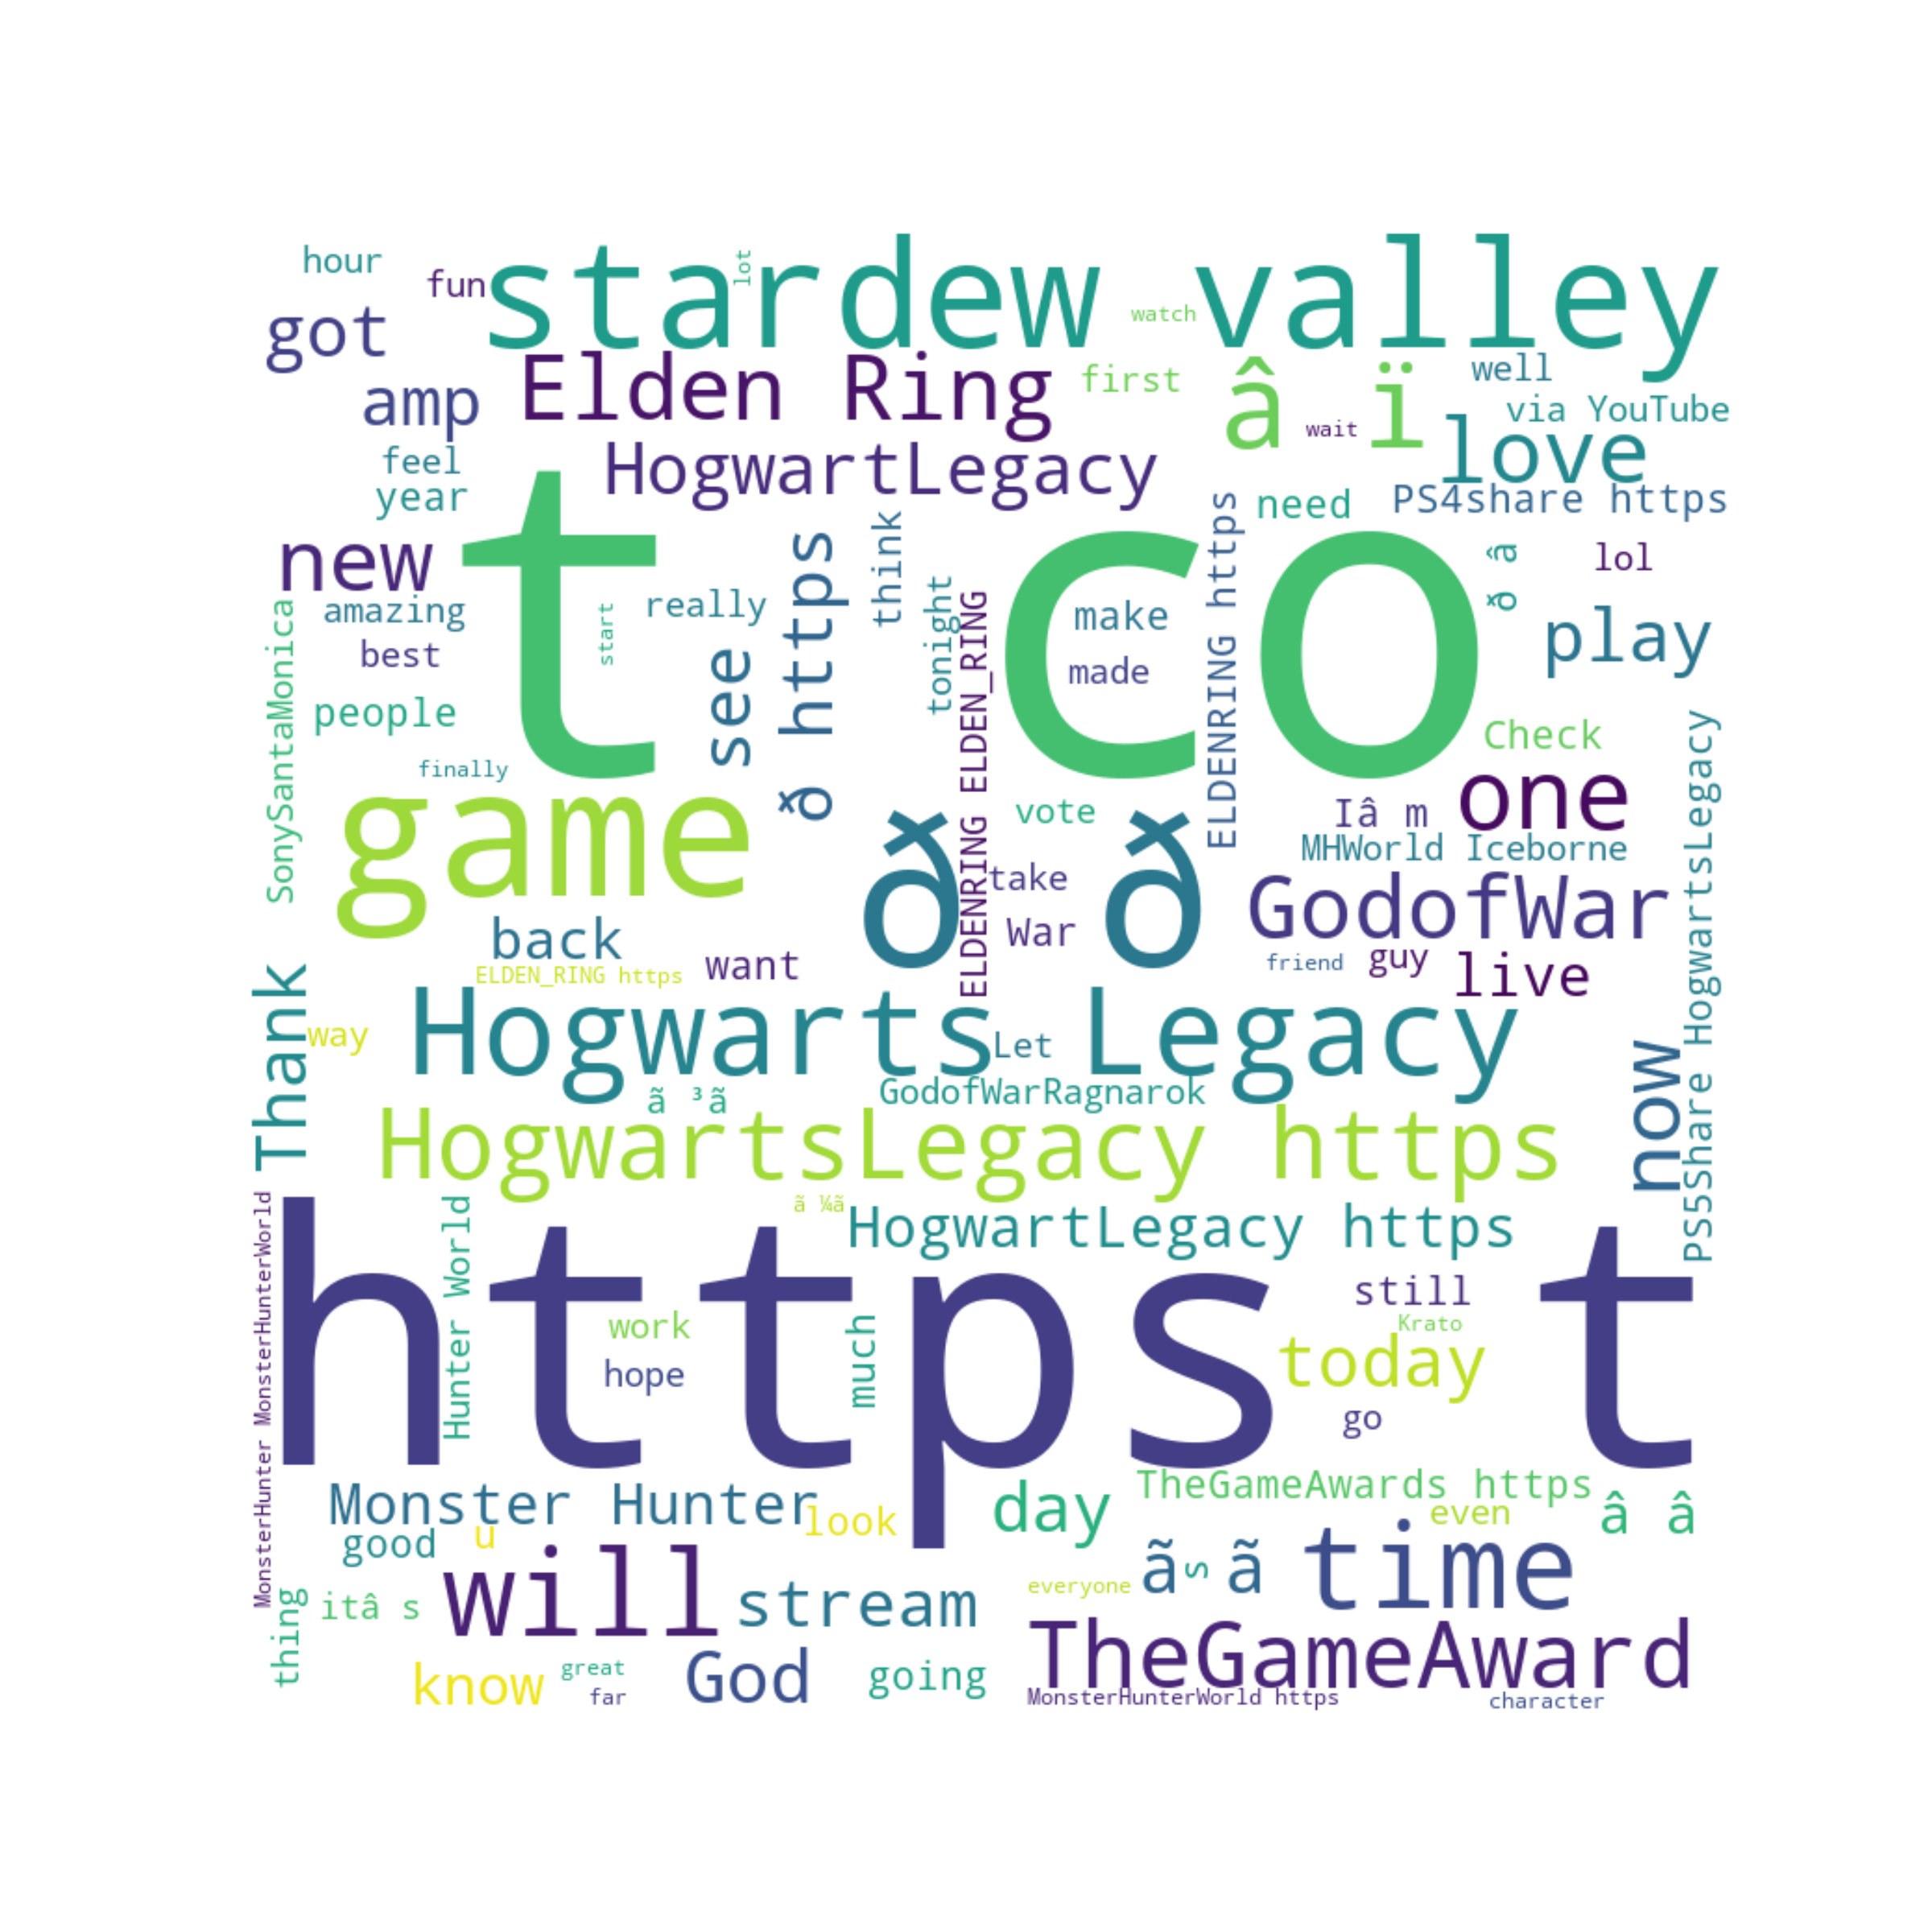 hour
fun
stardew valley
lot
watch
got
Elden Ring
first
â ï
well
amp
wait
via YouTube
love
HogwartLegacy
feel
year
PS4share https
need
t co
new
think
ð https
ELDENRING https
ð â
lol
amazing
start
really
tonight
make
play
best
see
made
SonySantaMonica
people
ELDENRING ELDEN_RING
Check
finally
game
vote
Iâ m
one
PS5Share HogwartsLegacy
MHWorld Iceborne
ð ð
take
GodofWar
back
War
want
friend
guy
live
ELDEN_RING https
Thank
way
Hogwarts Legacy
Let
now
ã ³ã
GodofWarRagnarok
HogwartsLegacy https
ã ¼ã
HogwartLegacy https
MonsterHunter MonsterHunterWorld
Hunter World
https t
still
Krato
work
much
today
hope
go
Monster Hunter
look
day
TheGameAwards https
even
â â
good
u
will
stream
everyone
ã s ã
time
thing
itâ s
TheGameAward
know
great
far
God
going
MonsterHunterWorld https
character